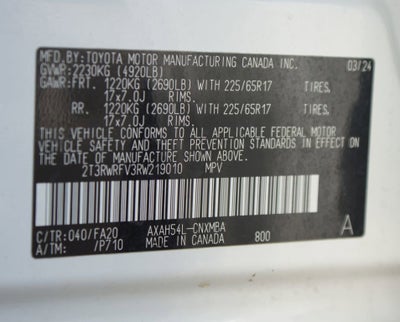 MFD.BY:TOYOTA MOTOR MANUFACTURING CANADA INC. 03/24
GVWR:2230KG (4920LB)
GAWR:FRT. 1220KG (2690LB) WITH 225/65R17 TIRES,
17x7.0J RIMS.
RR. 1220KG (2690LB) WITH 225/65R17 TIRES,
17x7.0J RIMS.
THIS VEHICLE CONFORMS TO ALL APPLICABLE FEDERAL MOTOR
VEHICLE SAFETY AND THEFT PREVENTION STANDARDS
IN EFFECT ON THE DATE OF MANUFACTURE SHOWN ABOVE.
2T3RWRFV3RW219010 MPV
C/TR:040/FA20 AXAH54L-CNXMBA A
A/TM: /P710 MADE IN CANADA 800